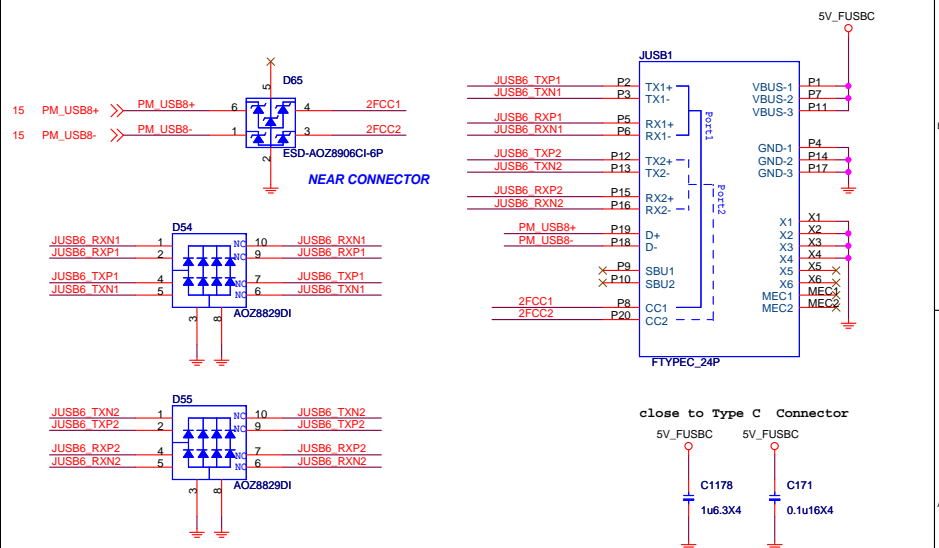 5V_FUSBC
D65
5
15 PM_USB8+ PM_USB8+ 6 4 2FCC1
15 PM_USB8- PM_USB8- 1 3 2FCC2
2
ESD-AOZ8906CI-6P
NEAR CONNECTOR
D54
JUSB6_RXN1 1 NC 10 JUSB6_RXN1
JUSB6_RXP1 2 NC 9 JUSB6_RXP1
JUSB6_TXP1 4 NC 7 JUSB6_TXP1
JUSB6_TXN1 5 NC 6 JUSB6_TXN1
3 8
AOZ8829DI
D55
JUSB6_TXN2 1 NC 10 JUSB6_TXN2
JUSB6_TXP2 2 NC 9 JUSB6_TXP2
JUSB6_RXP2 4 NC 7 JUSB6_RXP2
JUSB6_RXN2 5 NC 6 JUSB6_RXN2
3 8
AOZ8829DI
JUSB1
JUSB6_TXP1 P2 TX1+
JUSB6_TXN1 P3 TX1-
JUSB6_RXP1 P5 RX1+
JUSB6_RXN1 P6 RX1-
JUSB6_TXP2 P12 TX2+
JUSB6_TXN2 P13 TX2-
JUSB6_RXP2 P15 RX2+
JUSB6_RXN2 P16 RX2-
PM_USB8+ P19 D+
PM_USB8- P18 D-
P9 SBU1
P10 SBU2
2FCC1 P8 CC1
2FCC2 P20 CC2
Port1
Port2
VBUS-1 P1
VBUS-2 P7
VBUS-3 P11
GND-1 P4
GND-2 P14
GND-3 P17
X1 X1
X2 X2
X3 X3
X4 X4
X5 X5
X6 X6
MEC1 MEC1
MEC2 MEC2
FTYPEC_24P
close to Type C Connector
5V_FUSBC 5V_FUSBC
C1178 C171
1u6.3X4 0.1u16X4